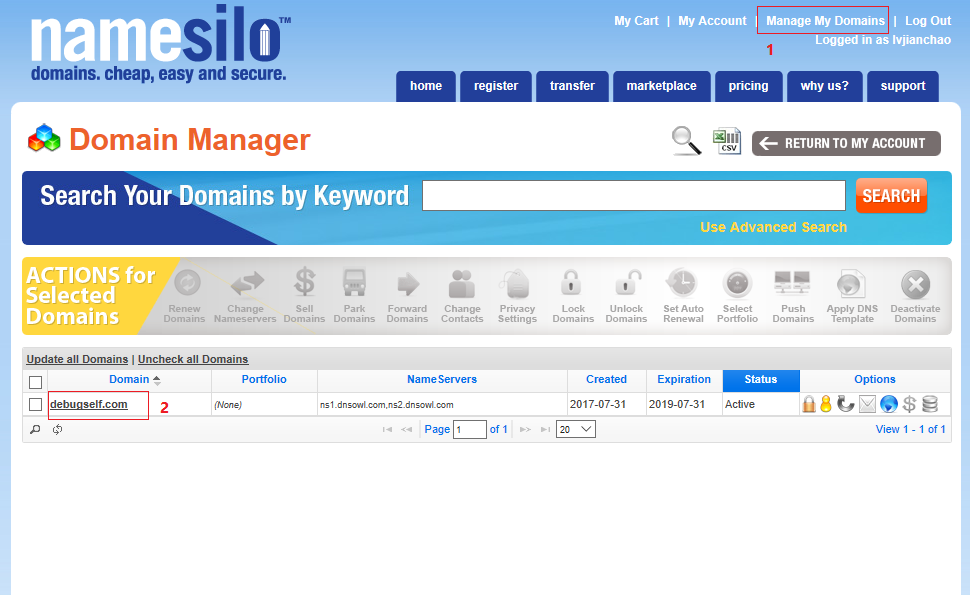 namesilo™
domains. cheap, easy and secure.
My Cart | My Account | Manage My Domains | Log Out
Logged in as lvjianchao
1
home register transfer marketplace pricing why us? support
Domain Manager
CSV
RETURN TO MY ACCOUNT
Search Your Domains by Keyword
SEARCH
Use Advanced Search
ACTIONS for
Selected
Domains
Renew
Domains
Change
Nameservers
Sell
Domains
Park
Domains
Forward
Domains
Change
Contacts
Privacy
Settings
Lock
Domains
Unlock
Domains
Set Auto
Renewal
Select
Portfolio
Push
Domains
Apply DNS
Template
Deactivate
Domains
Update all Domains | Uncheck all Domains
Domain Portfolio NameServers Created Expiration Status Options
debugself.com 2 (None) ns1.dnsowl.com,ns2.dnsowl.com 2017-07-31 2019-07-31 Active
Page 1 of 1 20 View 1 - 1 of 1